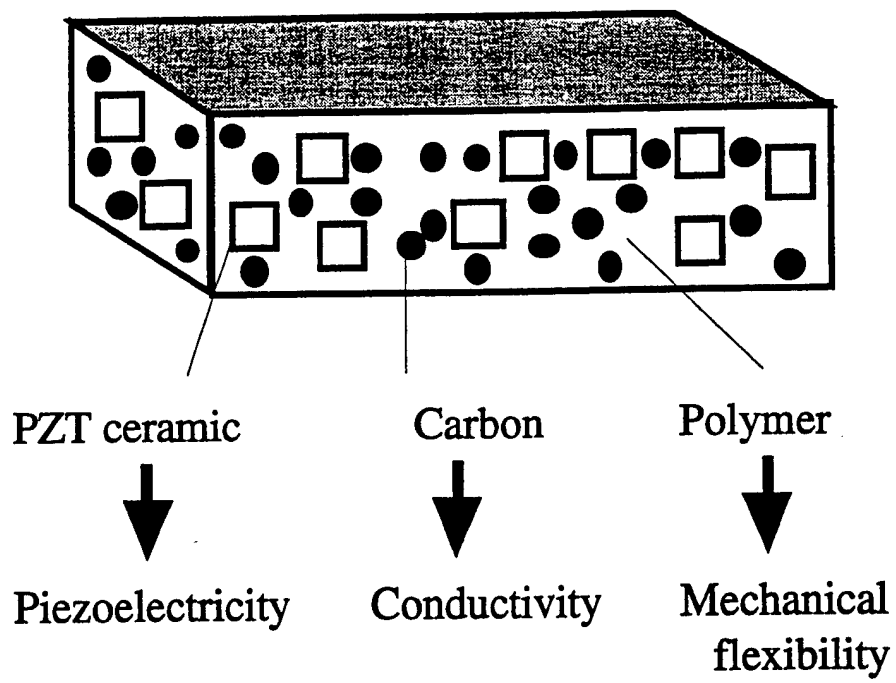 PZT ceramic
Carbon
Polymer
Piezoelectricity
Conductivity
Mechanical
flexibility